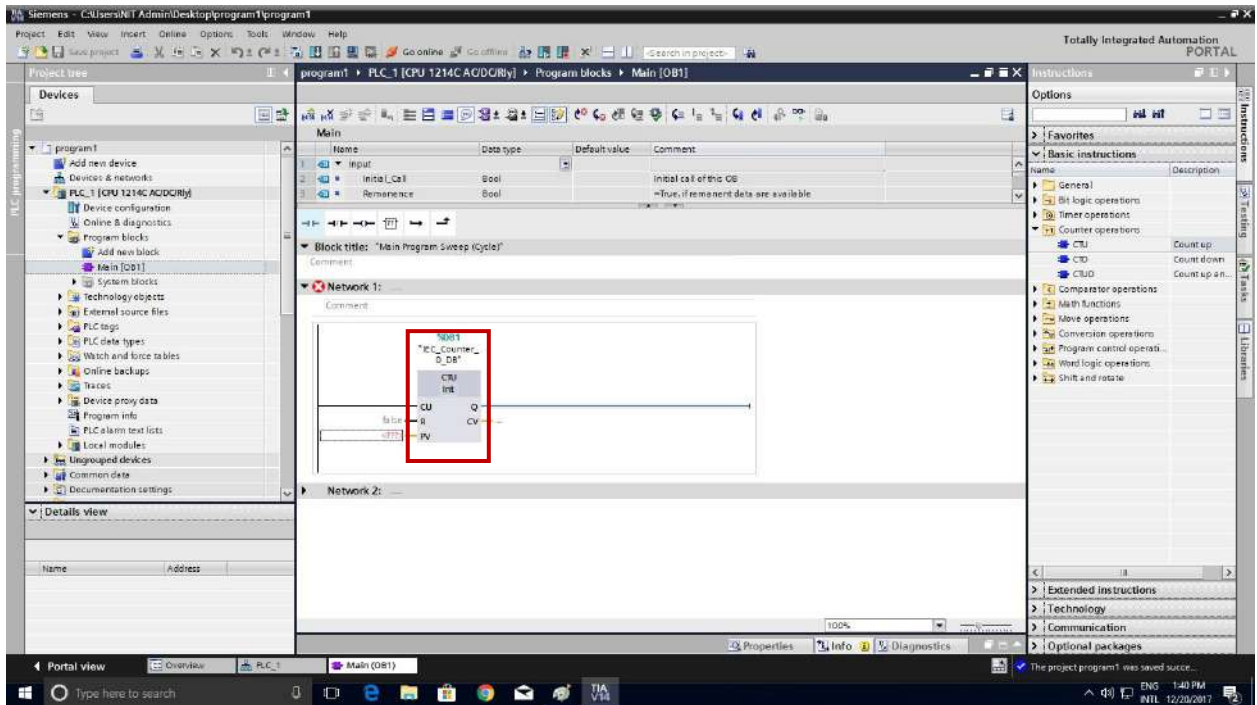 Siemens - C:\Users\NIT Admin\Desktop\program1\program1
Project Edit View Insert Online Options Tools Window Help
Totally Integrated Automation
PORTAL
Save project
Go online
Go offline
<Search in project>
Project tree
program1 PLC_1 [CPU 1214C AC/DC/Rly] Program blocks Main [OB1]
Instructions
Devices
Options
PLC programming
program1
Add new device
Devices & networks
PLC_1 [CPU 1214C AC/DC/Rly]
Device configuration
Online & diagnostics
Program blocks
Add new block
Main [OB1]
System blocks
Technology objects
External source files
PLC tags
PLC data types
Watch and force tables
Online backups
Traces
Device proxy data
Program info
PLC alarm text lists
Local modules
Ungrouped devices
Common data
Documentation settings
Details view
Name Address
Main
Name Data type Default value Comment
1 Input
2 Initial_Call Bool Initial call of this OB
3 Remanence Bool =True, if remanent data are available
Block title: "Main Program Sweep (Cycle)"
Comment
Network 1: ....
Comment
%DB1
"IEC_Counter_
0_DB"
CTU
Int
CU Q
false R CV ...
<???> PV
Network 2: ....
100%
Properties Info Diagnostics
Favorites
Basic instructions
Name Description
General
Bit logic operations
Timer operations
Counter operations
CTU Count up
CTD Count down
CTUD Count up an...
Comparator operations
Math functions
Move operations
Conversion operations
Program control operati...
Word logic operations
Shift and rotate
Extended instructions
Technology
Communication
Optional packages
Instructions
Testing
Tasks
Libraries
Portal view Overview PLC_1 Main (OB1)
The project program1 was saved succe...
Type here to search
TIA
V14
ENG
INTL
1:40 PM
12/20/2017
2